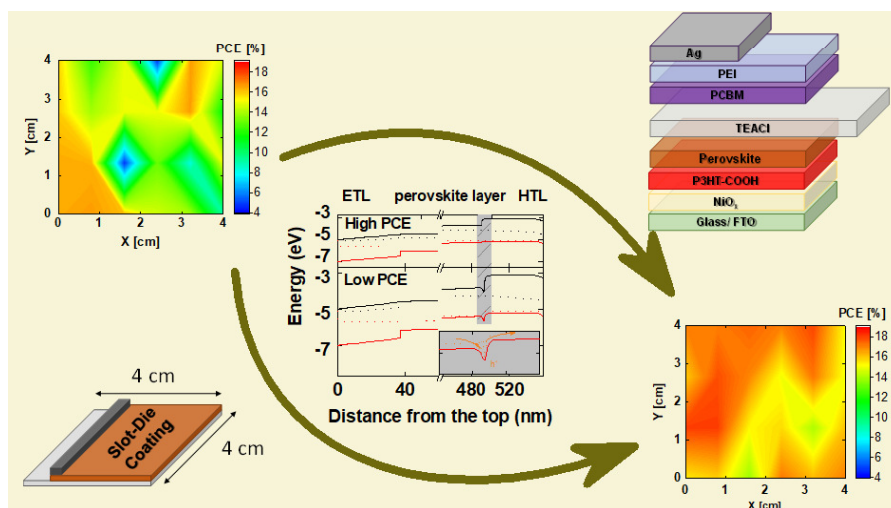 PCE [%]
4
18
16
3
14
2
12
10
1
8
6
0
4
0
1
2
3
4
Y [cm]
X [cm]
Ag
PEI
PCBM
TEACl
Perovskite
P3HT-COOH
NiOx
Glass/ FTO
ETL perovskite layer HTL
-3
High PCE
-5
-7
-3
Low PCE
-5
-7
Energy (eV)
h
0
40
480
520
Distance from the top (nm)
4 cm
4 cm
Slot-Die
Coating
PCE [%]
4
18
16
3
14
2
12
10
1
8
6
0
4
0
1
2
3
4
Y [cm]
X [cm]